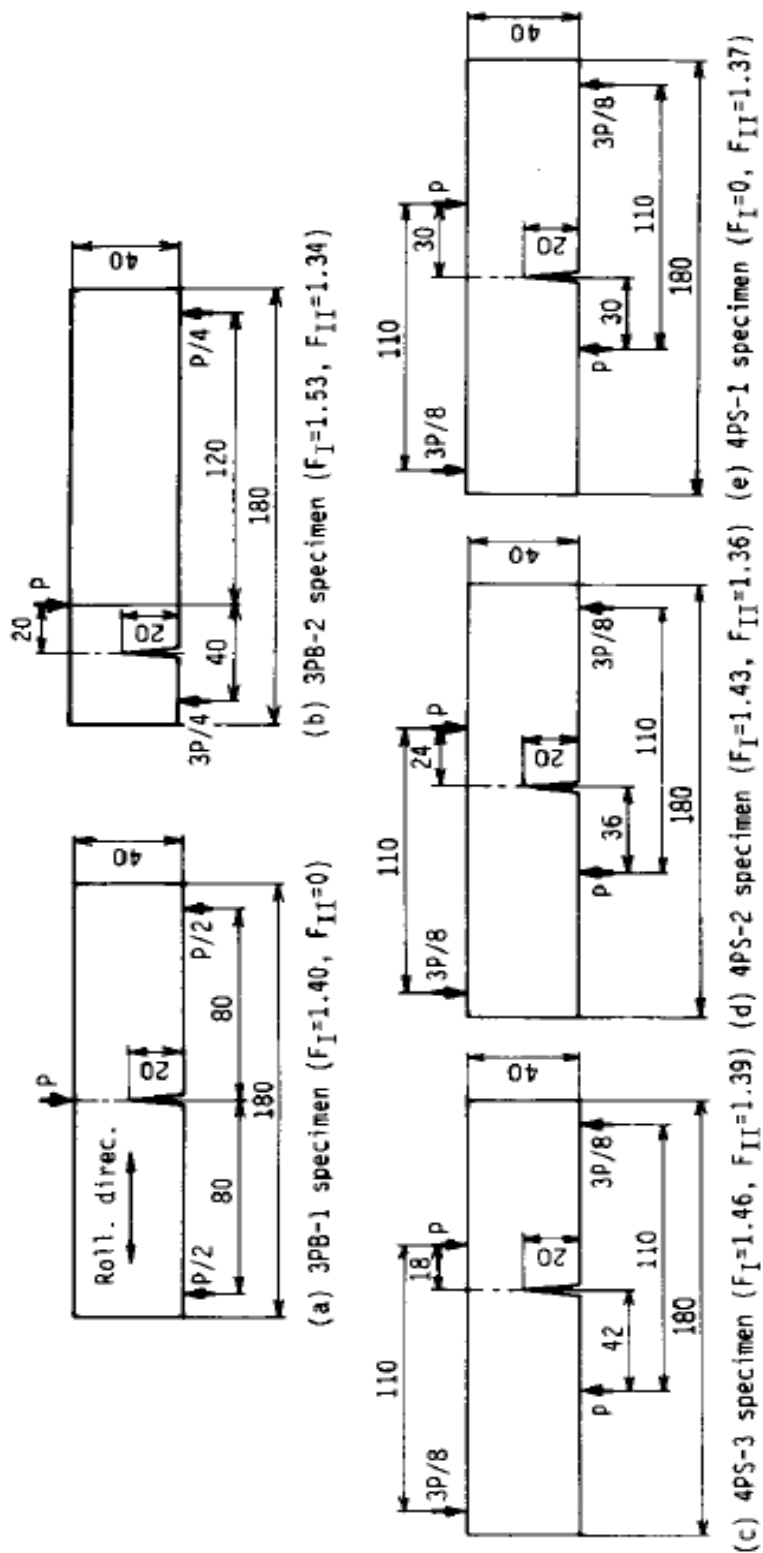 P
Roll. direc.
20
40
P/2
P/2
80
80
180
(a) 3PB-1 specimen (F_I=1.40, F_II=0)
20
P
20
40
3P/4
P/4
40
120
180
(b) 3PB-2 specimen (F_I=1.53, F_II=1.34)
110
3P/8
P
18
20
40
P
3P/8
42
110
180
(c) 4PS-3 specimen (F_I=1.46, F_II=1.39)
110
3P/8
P
24
20
40
P
3P/8
36
110
180
(d) 4PS-2 specimen (F_I=1.43, F_II=1.36)
110
3P/8
P
30
20
40
P
3P/8
30
110
180
(e) 4PS-1 specimen (F_I=0, F_II=1.37)